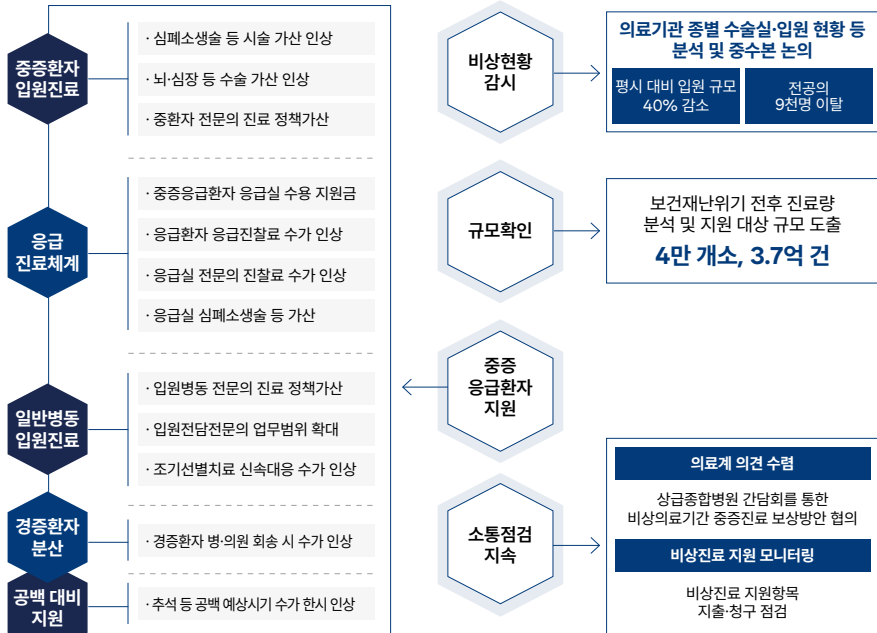 중증환자
입원진료
· 심폐소생술 등 시술 가산 인상
· 뇌·심장 등 수술 가산 인상
· 중환자 전문의 진료 정책가산
응급
진료체계
· 중증응급환자 응급실 수용 지원금
· 응급환자 응급진찰료 수가 인상
· 응급실 전문의 진찰료 수가 인상
· 응급실 심폐소생술 등 가산
일반병동
입원진료
· 입원병동 전문의 진료 정책가산
· 입원전담전문의 업무범위 확대
· 조기선별치료 신속대응 수가 인상
경증환자
분산
· 경증환자 병·의원 회송 시 수가 인상
공백 대비
지원
· 추석 등 공백 예상시기 수가 한시 인상
비상현황
감시
의료기관 종별 수술실·입원 현황 등
분석 및 중수본 논의
평시 대비 입원 규모
40% 감소
전공의
9천명 이탈
규모확인
보건재난위기 전후 진료량
분석 및 지원 대상 규모 도출
4만 개소, 3.7억 건
중증
응급환자
지원
소통점검
지속
의료계 의견 수렴
상급종합병원 간담회를 통한
비상의료기간 중증진료 보상방안 협의
비상진료 지원 모니터링
비상진료 지원항목
지출·청구 점검